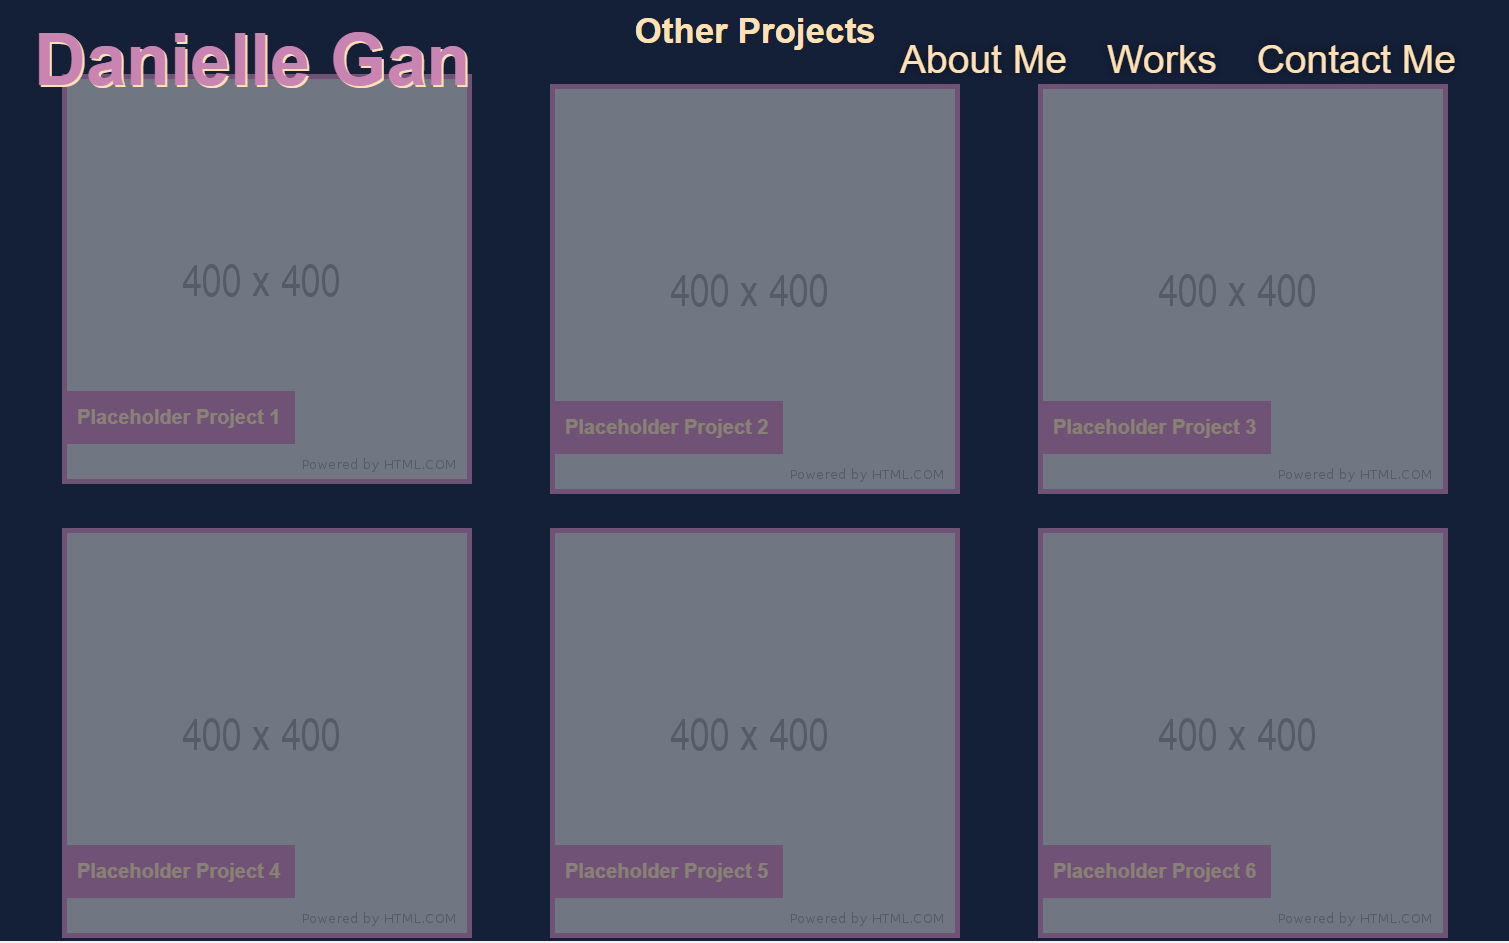 Danielle Gan
Other Projects
About Me Works Contact Me
400 x 400
Placeholder Project 1
Powered by HTML.COM
400 x 400
Placeholder Project 2
Powered by HTML.COM
400 x 400
Placeholder Project 3
Powered by HTML.COM
400 x 400
Placeholder Project 4
Powered by HTML.COM
400 x 400
Placeholder Project 5
Powered by HTML.COM
400 x 400
Placeholder Project 6
Powered by HTML.COM